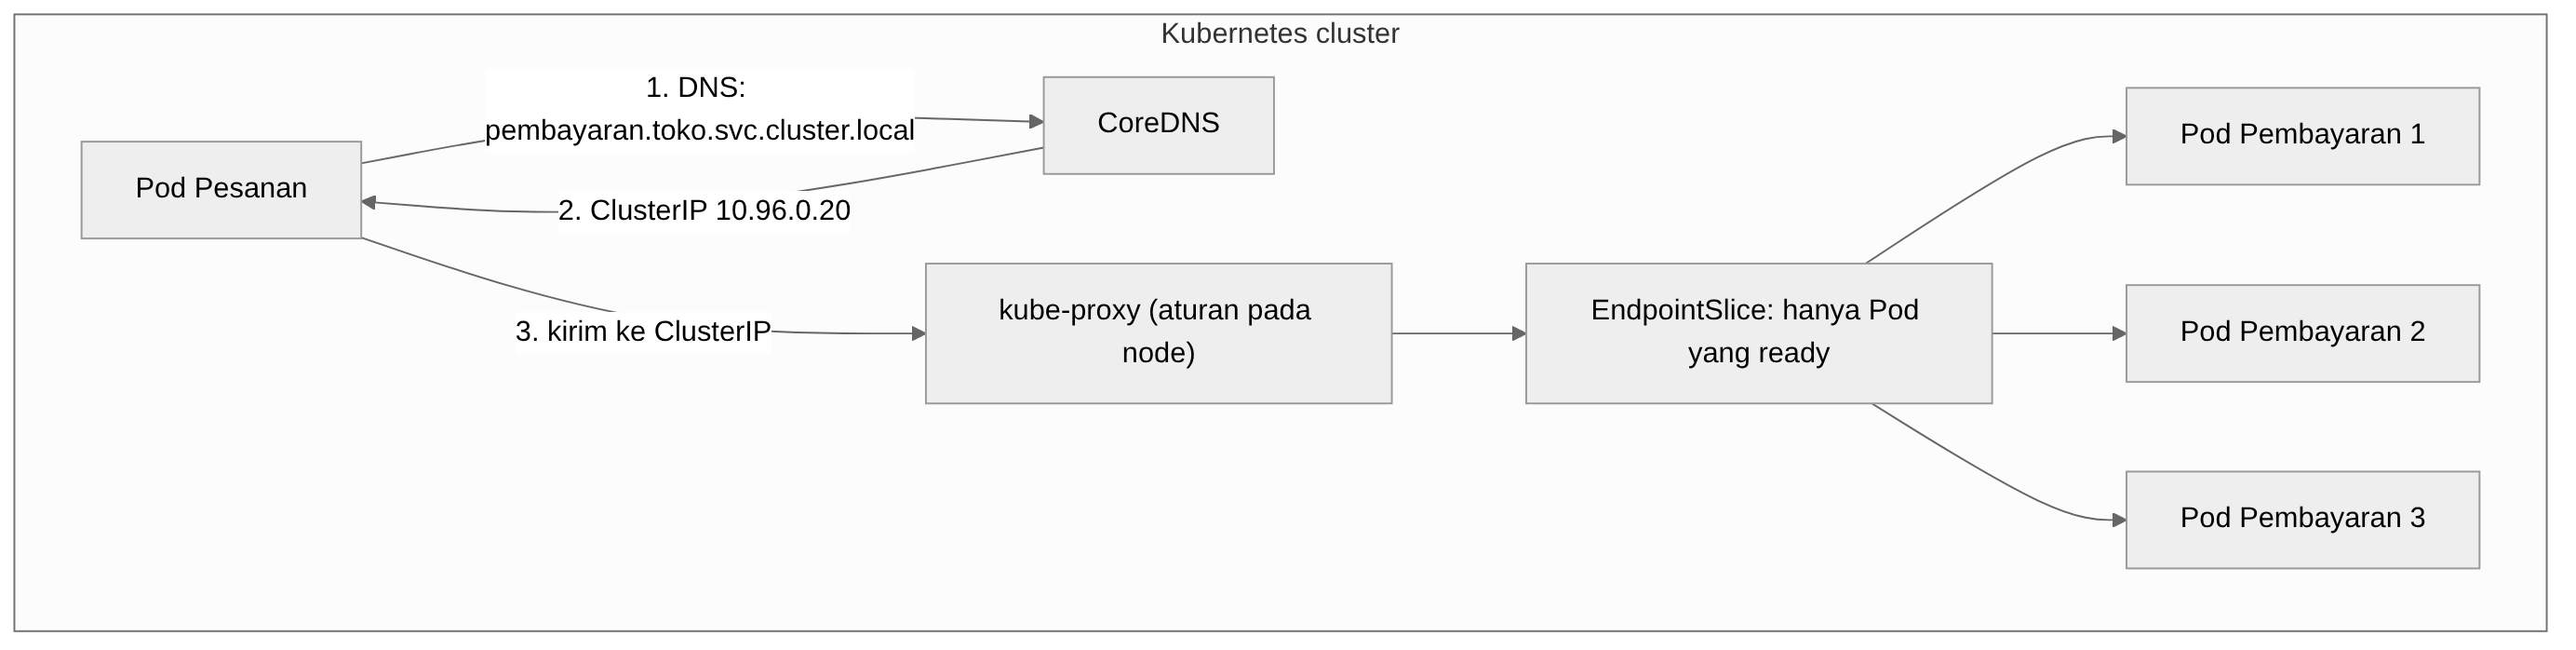 Kubernetes cluster
1. DNS:
pembayaran.toko.svc.cluster.local
CoreDNS
Pod Pesanan
2. ClusterIP 10.96.0.20
3. kirim ke ClusterIP
kube-proxy (aturan pada
node)
EndpointSlice: hanya Pod
yang ready
Pod Pembayaran 1
Pod Pembayaran 2
Pod Pembayaran 3